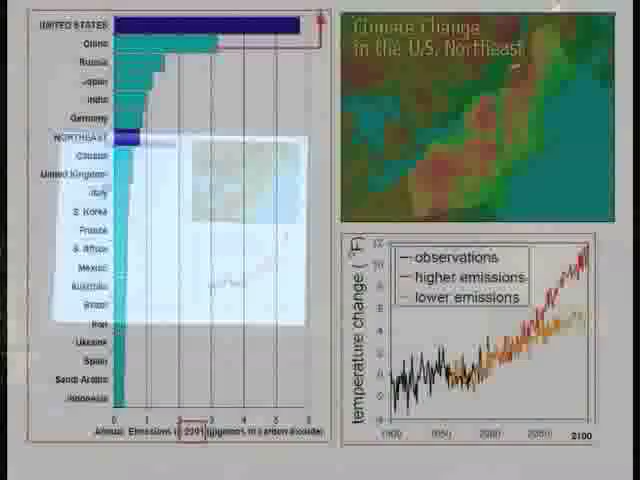 UNITED STATES
China
Russia
Japan
India
Germany
NORTHEAST
Canada
United Kingdom
Italy
S. Korea
France
S. Africa
Mexico
Australia
Brazil
Iran
Ukraine
Spain
Saudi Arabia
Indonesia
0 1 2 3 4 5 6
Annual Emissions in 2001 (gigatons of carbon dioxide)
Climate Change
in the U.S. Northeast
temperature change (°F)
observations
higher emissions
lower emissions
12
10
8
6
4
2
0
1900 1950 2000 2050 2100